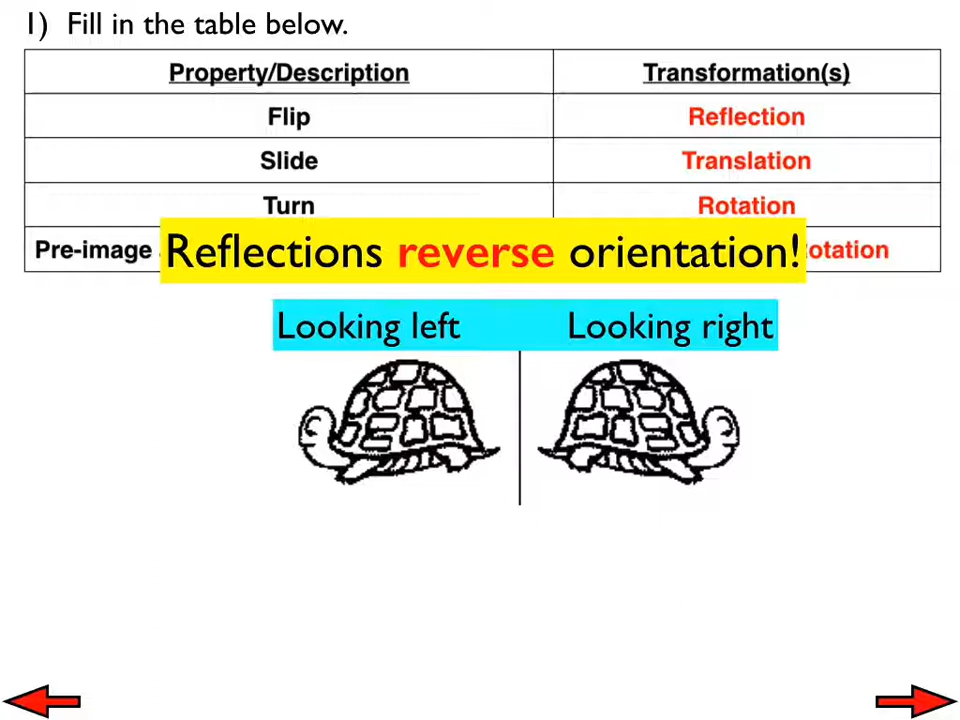 1) Fill in the table below.
Property/Description Transformation(s)
Flip Reflection
Slide Translation
Turn Rotation
Pre-image
Reflections reverse orientation!
Looking left Looking right